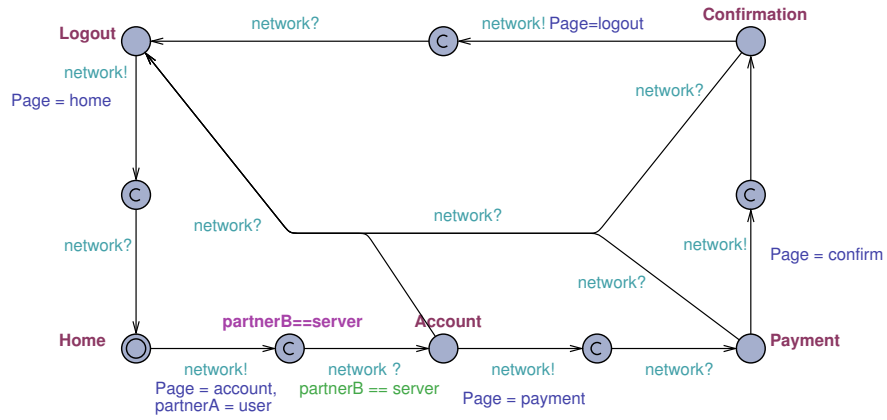 Confirmation
Logout
network?
network!
Page=logout
network!
Page = home
network?
C
C
C
network?
network?
network?
network!
Page = confirm
network?
Home
partnerB==server
Account
Payment
C
C
network!
network ?
network!
network?
Page = account,
partnerB == server
Page = payment
partnerA = user